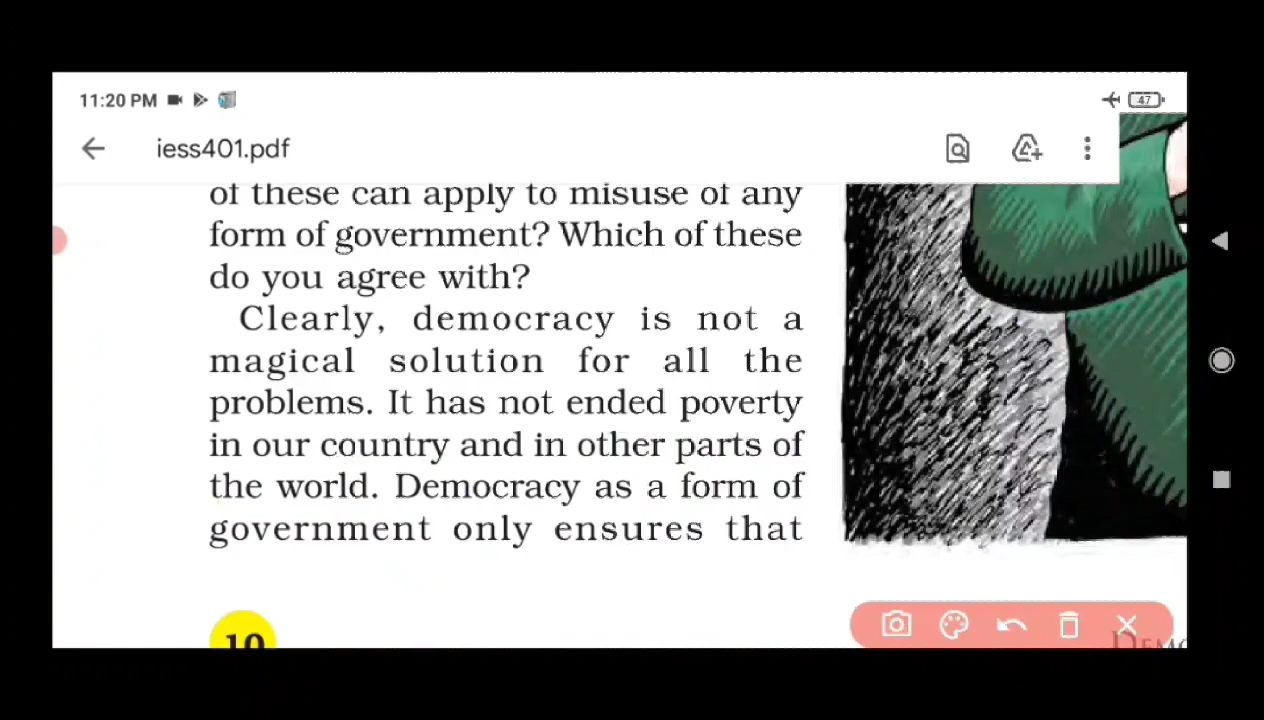 11:20 PM
47
iess401.pdf
of these can apply to misuse of any
form of government? Which of these
do you agree with?
Clearly, democracy is not a
magical solution for all the
problems. It has not ended poverty
in our country and in other parts of
the world. Democracy as a form of
government only ensures that
10